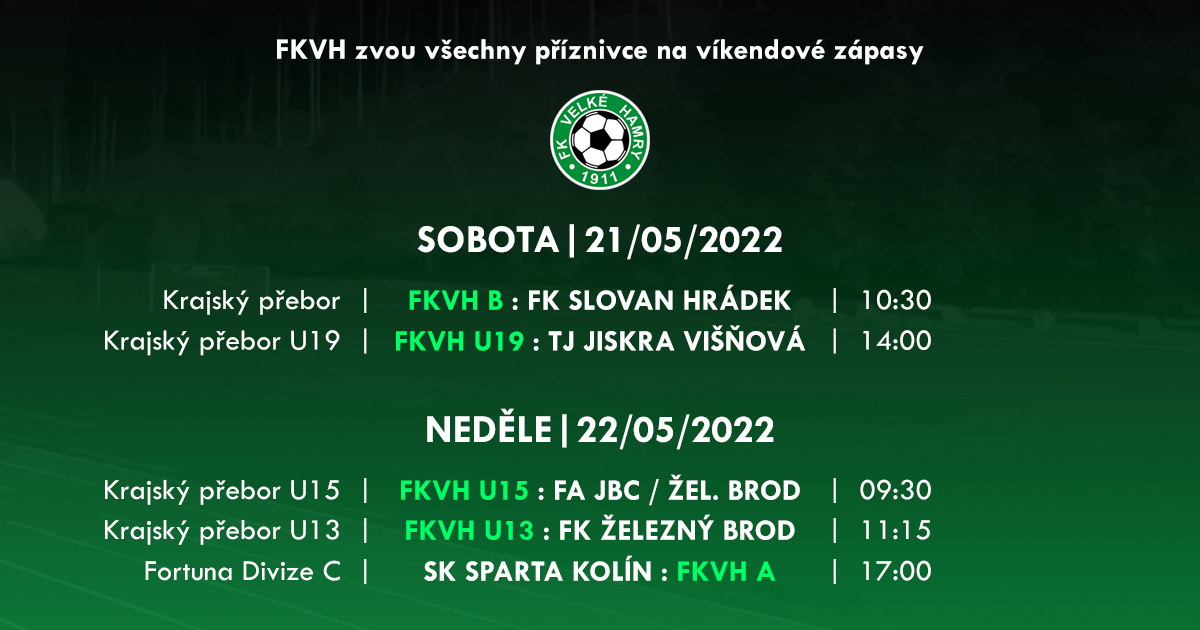 FKVH zvou všechny příznivce na víkendové zápasy
FK VELKÉ HAMRY
1911
SOBOTA | 21/05/2022
Krajský přebor | FKVH B : FK SLOVAN HRÁDEK | 10:30
Krajský přebor U19 | FKVH U19 : TJ JISKRA VIŠŇOVÁ | 14:00
NEDĚLE | 22/05/2022
Krajský přebor U15 | FKVH U15 : FA JBC / ŽEL. BROD | 09:30
Krajský přebor U13 | FKVH U13 : FK ŽELEZNÝ BROD | 11:15
Fortuna Divize C | SK SPARTA KOLÍN : FKVH A | 17:00